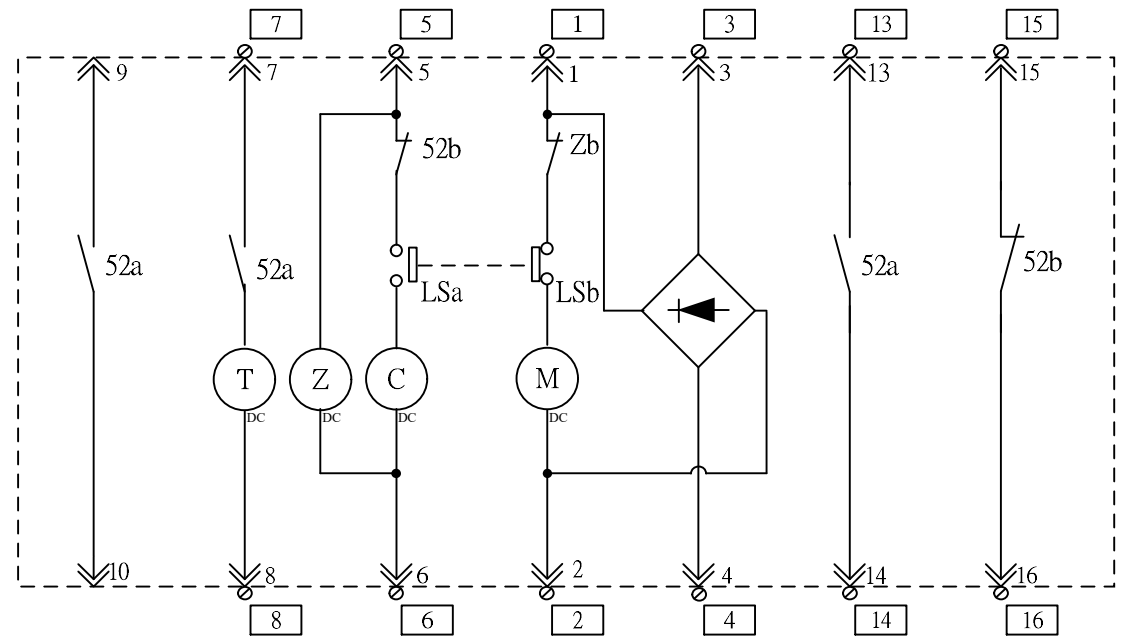 7 5 1 3 13 15
9 7 5 1 3 13 15
52b Zb
52a 52a 52a 52b
LSa LSb
T Z C M
DC DC DC DC
10 8 6 2 4 14 16
8 6 2 4 14 16